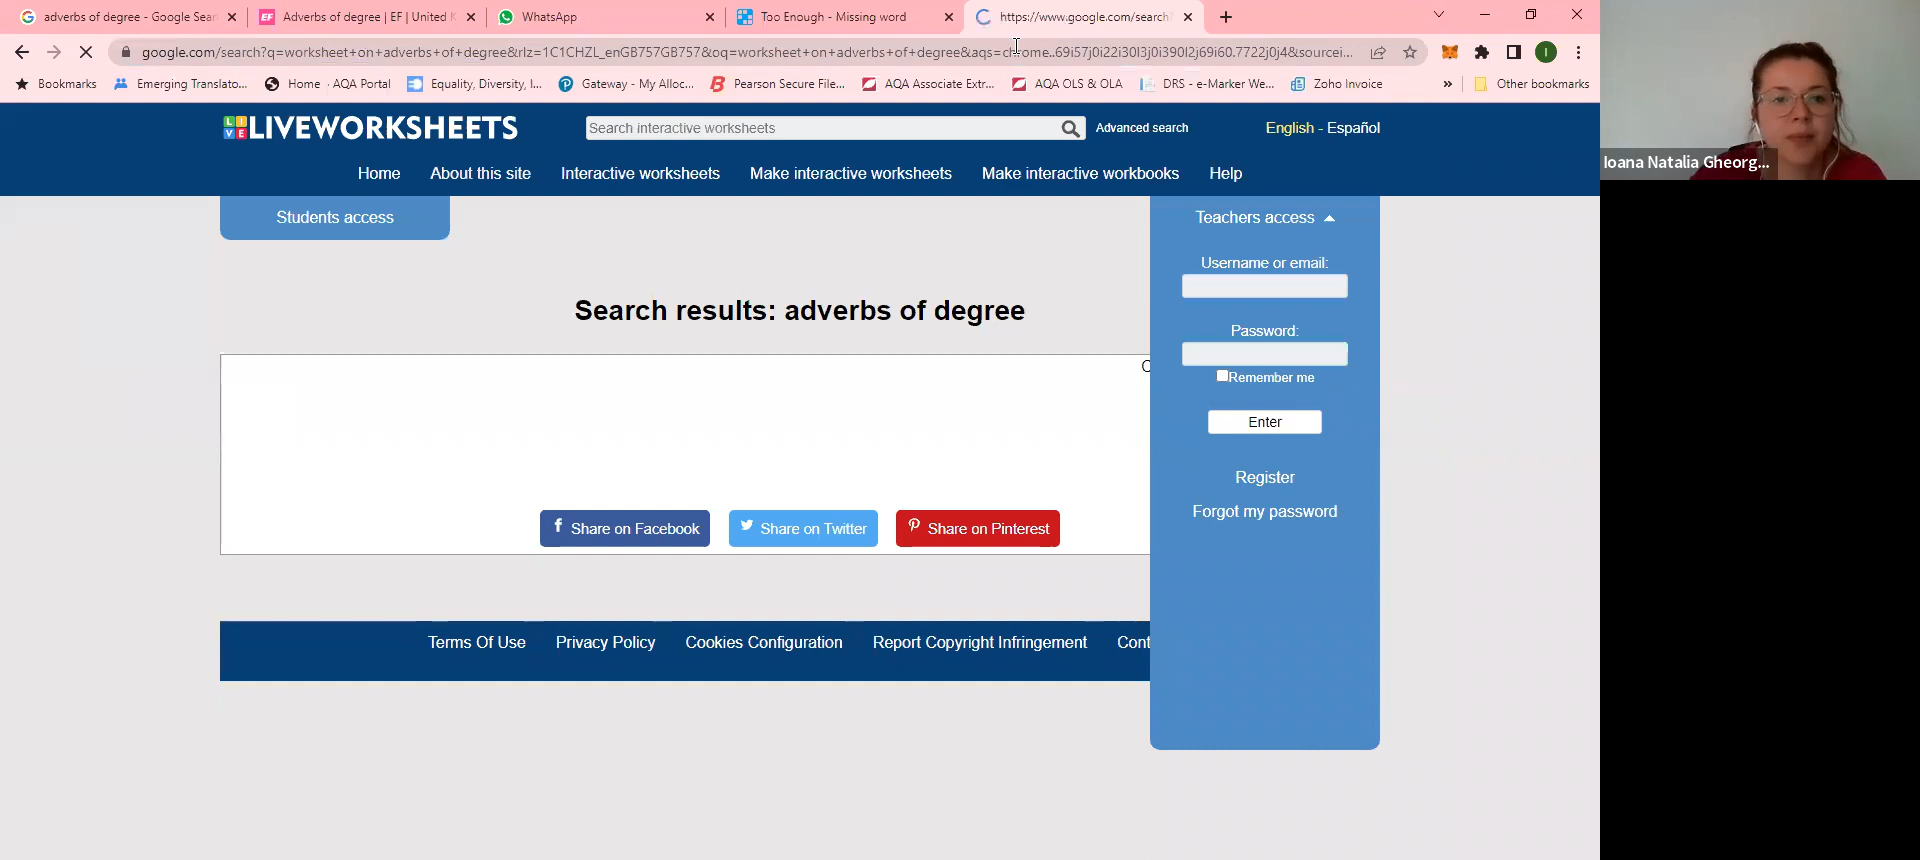 adverbs of degree - Google Sear
Adverbs of degree | EF | United K
WhatsApp
Too Enough - Missing word
https://www.google.com/search?
google.com/search?q=worksheet+on+adverbs+of+degree&rlz=1C1CHZL_enGB757GB757&oq=worksheet+on+adverbs+of+degree&aqs=chrome..69i57j0i22i30l3j0i390l2j69i60.7722j0j4&sourcei...
Bookmarks
Emerging Translato...
Home · AQA Portal
Equality, Diversity, I...
Gateway - My Alloc...
Pearson Secure File...
AQA Associate Extr...
AQA OLS & OLA
DRS - e-Marker We...
Zoho Invoice
»
Other bookmarks
LIVE LIVEWORKSHEETS
Search interactive worksheets
Advanced search
English - Español
Home
About this site
Interactive worksheets
Make interactive worksheets
Make interactive workbooks
Help
Students access
Teachers access
Username or email:
Password:
Remember me
Enter
Register
Forgot my password
Search results: adverbs of degree
Share on Facebook
Share on Twitter
Share on Pinterest
Terms Of Use
Privacy Policy
Cookies Configuration
Report Copyright Infringement
Cont
Ioana Natalia Gheorg...